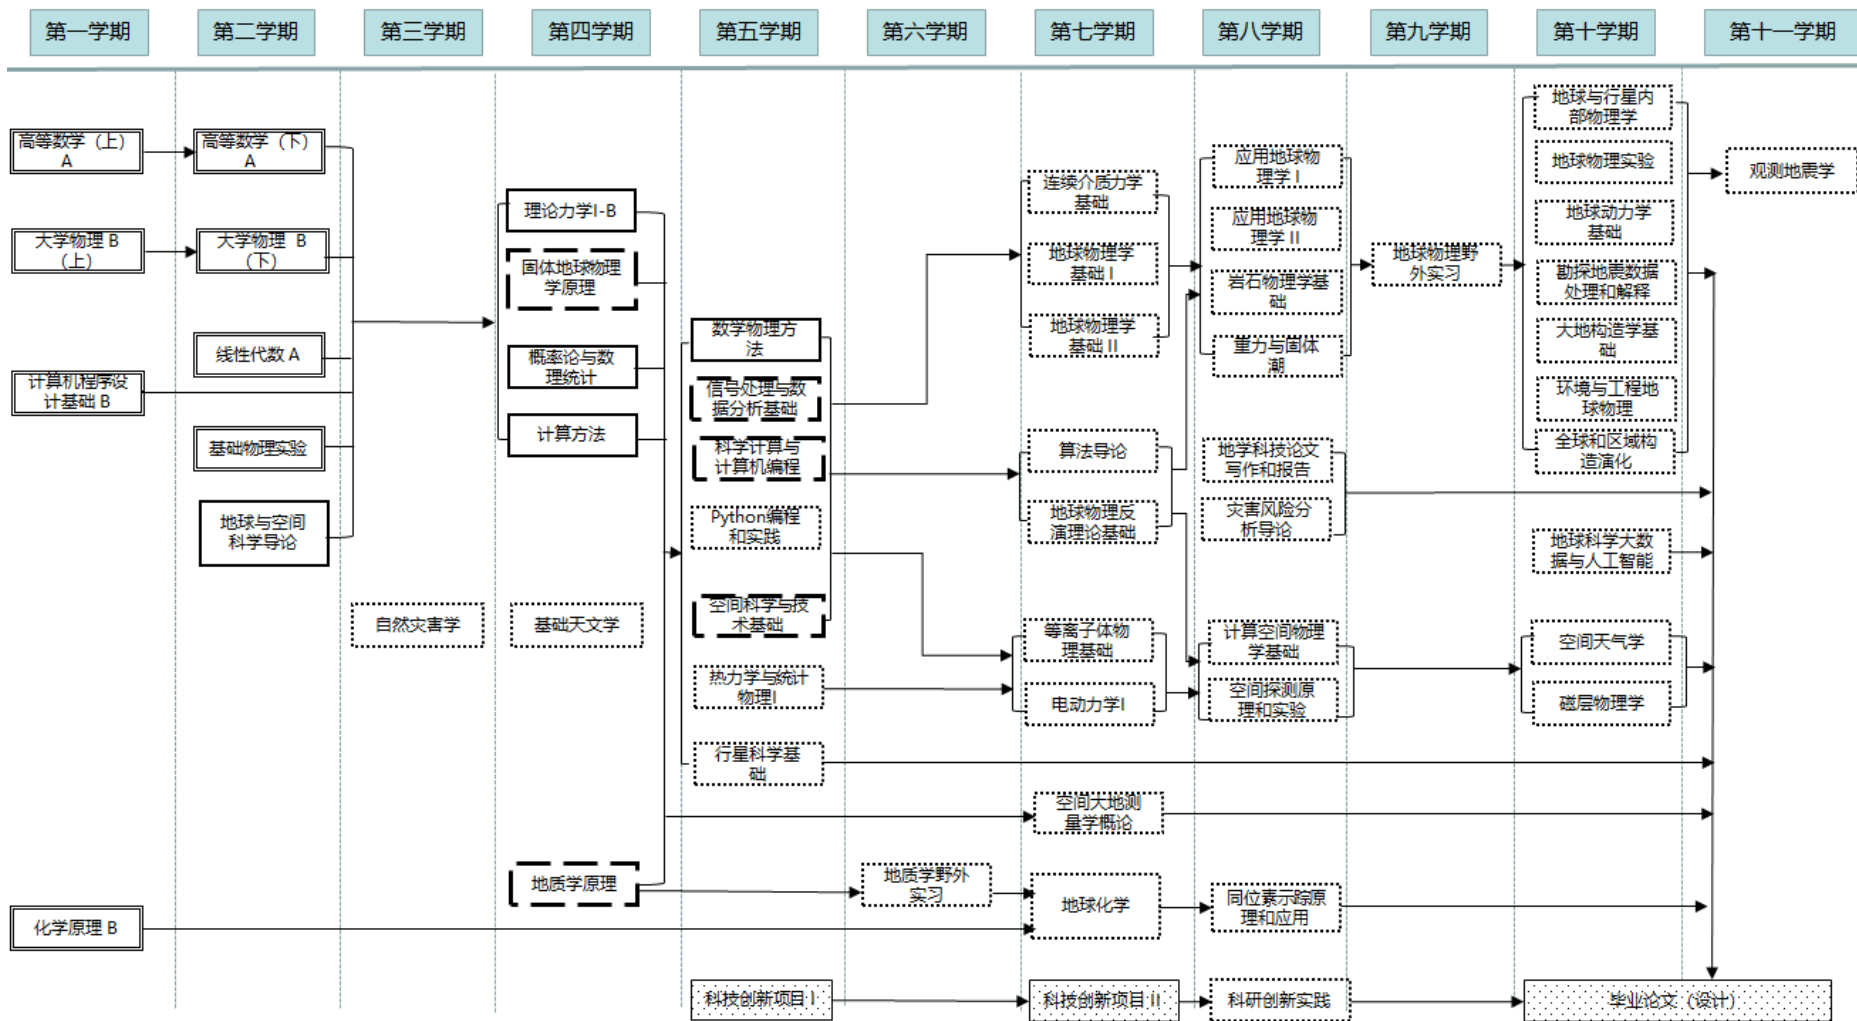 第一学期
第二学期
第三学期
第四学期
第五学期
第六学期
第七学期
第八学期
第九学期
第十学期
第十一学期
高等数学（上）
A
大学物理 B
（上）
计算机程序设
计基础 B
化学原理 B
高等数学（下）
A
大学物理 B
（下）
线性代数 A
基础物理实验
地球与空间
科学导论
自然灾害学
理论力学I-B
固体地球物理
学原理
概率论与数
理统计
计算方法
基础天文学
地质学原理
数学物理方
法
信号处理与数
据分析基础
科学计算与
计算机编程
Python编程
和实践
空间科学与技
术基础
热力学与统计
物理I
行星科学基
础
科技创新项目 I
地质学野外
实习
连续介质力学
基础
地球物理学
基础 I
地球物理学
基础 II
算法导论
地球物理反
演理论基础
等离子体物
理基础
电动力学I
空间大地测
量学概论
地球化学
科技创新项目 II
应用地球物
理学 I
应用地球物
理学 II
岩石物理学基
础
重力与固体
潮
地学科技论文
写作和报告
灾害风险分
析导论
计算空间物理
学基础
空间探测原
理和实验
同位素示踪原
理和应用
科研创新实践
地球物理野
外实习
地球与行星内
部物理学
地球物理实验
地球动力学
基础
勘探地震数据
处理和解释
大地构造学基
础
环境与工程地
球物理
全球和区域构
造演化
地球科学大数
据与人工智能
空间天气学
磁层物理学
毕业论文（设计）
观测地震学